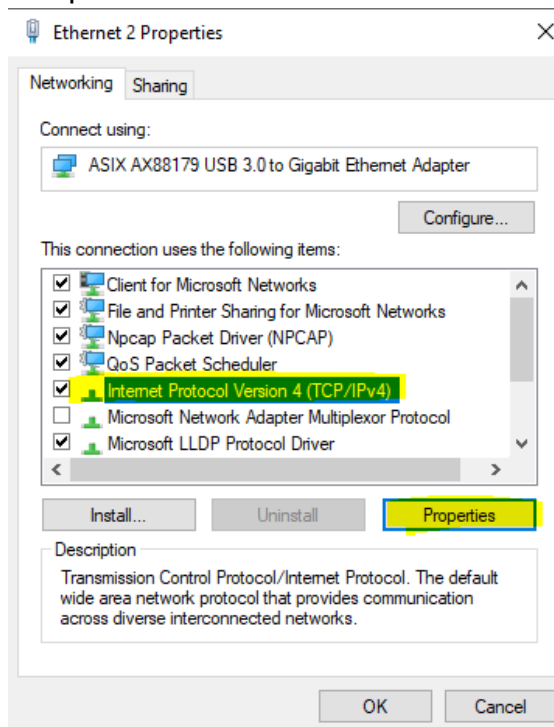 Ethernet 2 Properties
Networking
Sharing
Connect using:
ASIX AX88179 USB 3.0 to Gigabit Ethernet Adapter
Configure...
This connection uses the following items:
Client for Microsoft Networks
File and Printer Sharing for Microsoft Networks
Npcap Packet Driver (NPCAP)
QoS Packet Scheduler
Internet Protocol Version 4 (TCP/IPv4)
Microsoft Network Adapter Multiplexor Protocol
Microsoft LLDP Protocol Driver
Install...
Uninstall
Properties
Description
Transmission Control Protocol/Internet Protocol. The default
wide area network protocol that provides communication
across diverse interconnected networks.
OK
Cancel